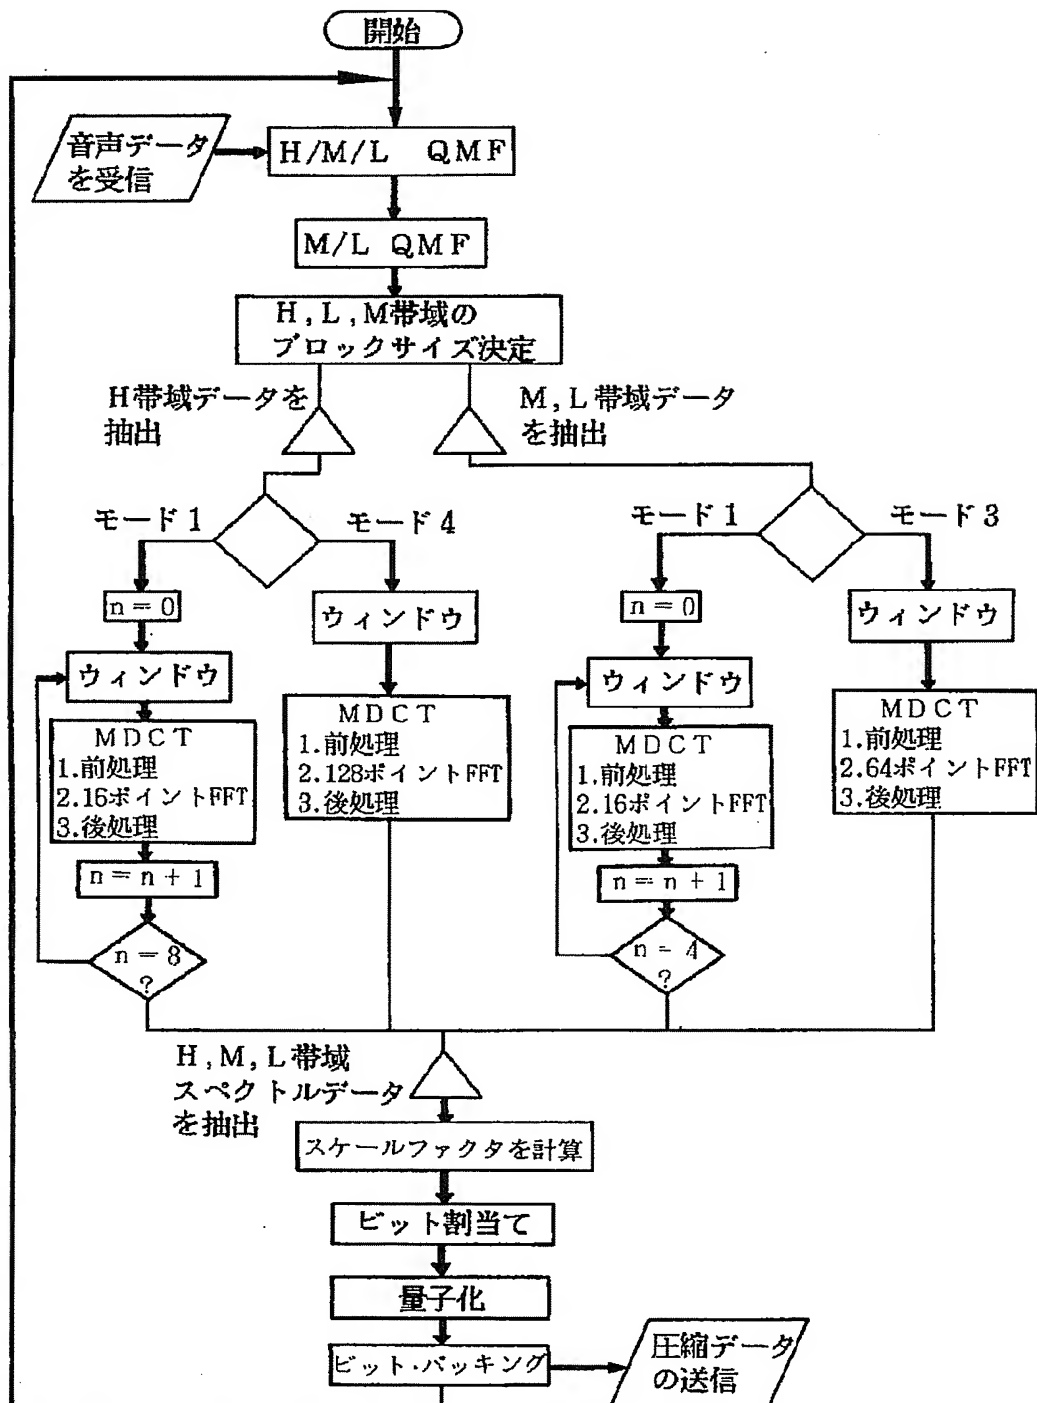 開始
音声データ
を受信
H/M/L QMF
M/L QMF
H,L,M帯域の
ブロックサイズ決定
H帯域データを
抽出
M,L帯域データ
を抽出
モード1
モード4
モード1
モード3
n=0
ウィンドウ
n=0
ウィンドウ
ウィンドウ
MDCT
1.前処理
2.16ポイントFFT
3.後処理
MDCT
1.前処理
2.128ポイントFFT
3.後処理
ウィンドウ
MDCT
1.前処理
2.16ポイントFFT
3.後処理
MDCT
1.前処理
2.64ポイントFFT
3.後処理
n=n+1
n=n+1
n=8
?
n=4
?
H,M,L帯域
スペクトルデータ
を抽出
スケールファクタを計算
ビット割当て
量子化
ビット・パッキング
圧縮データ
の送信